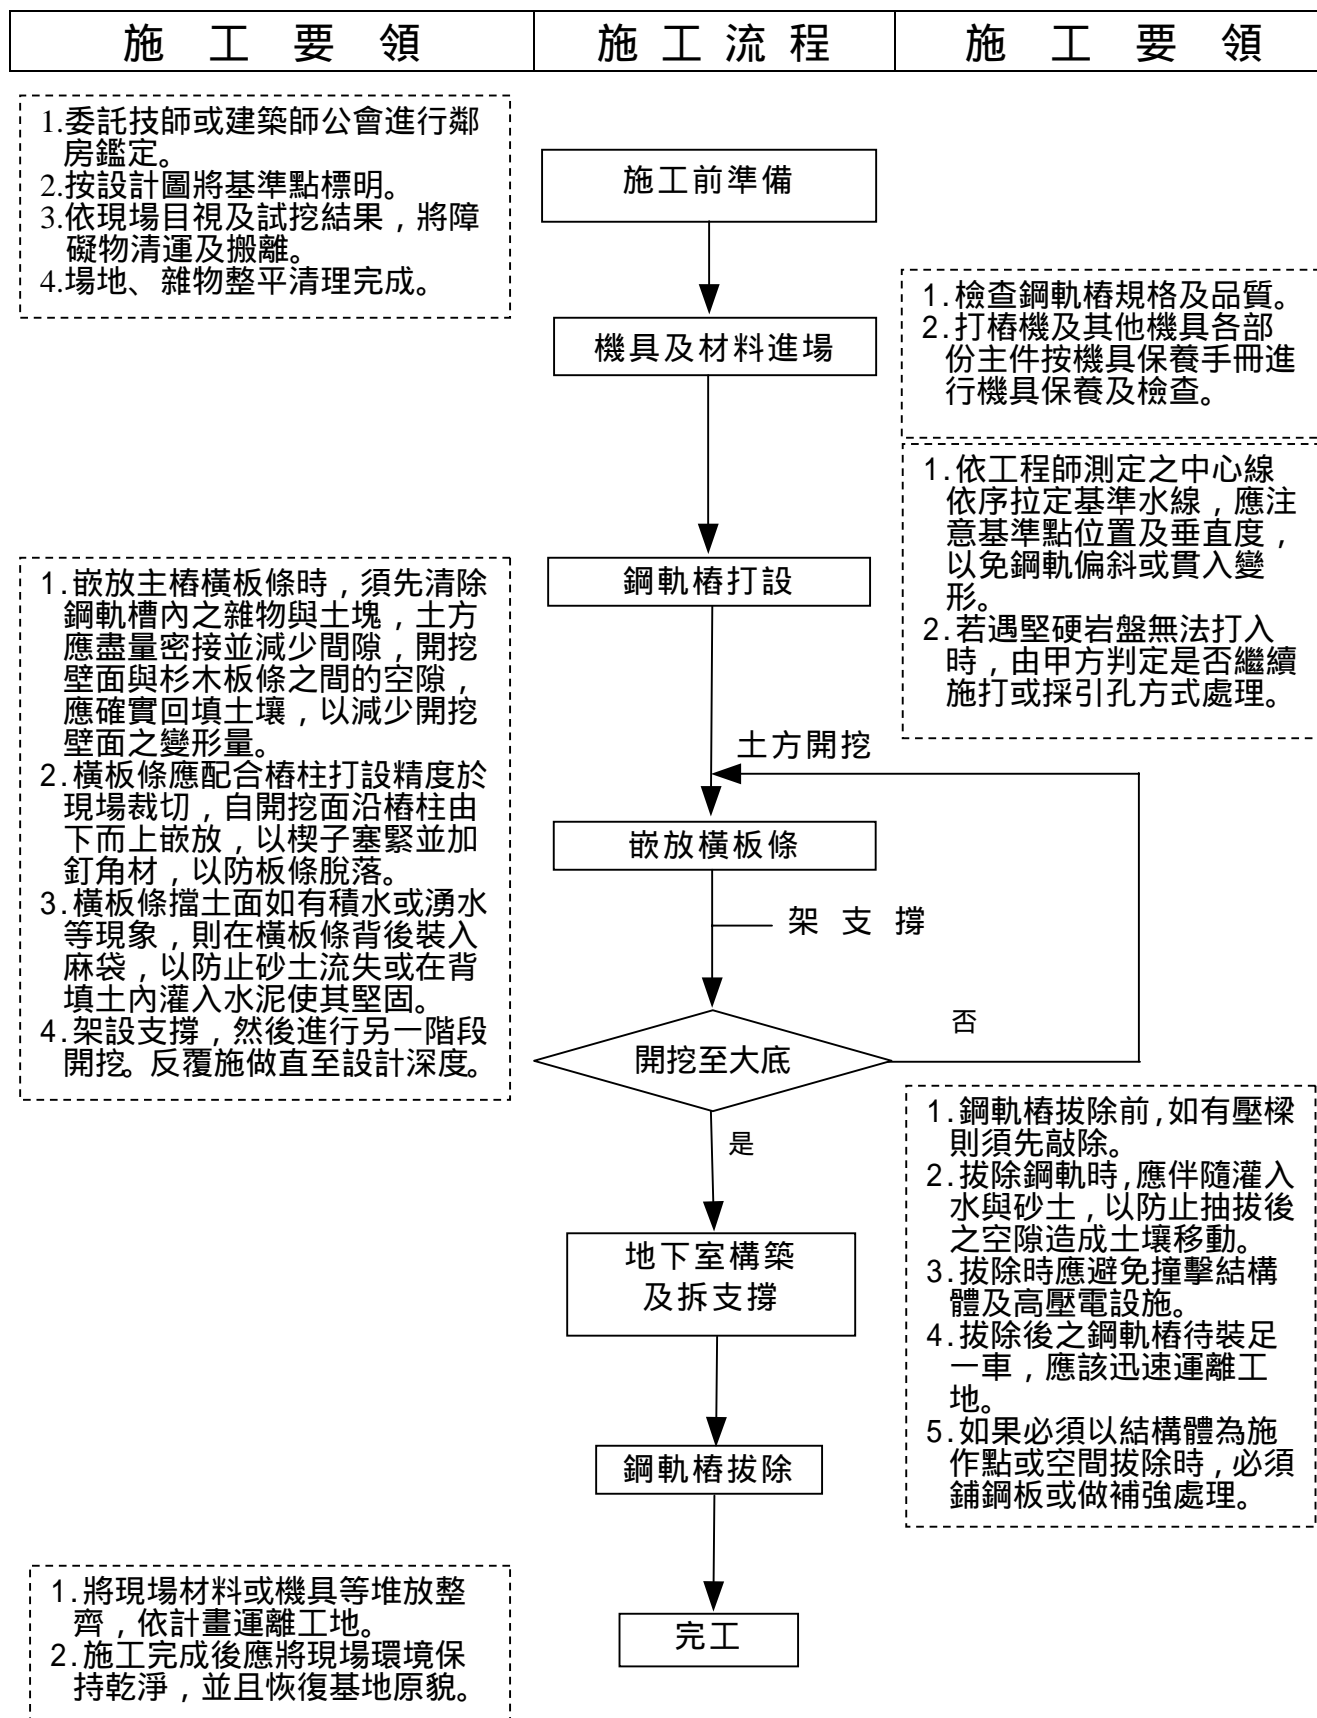 施工要領
施工流程
施工要領
1.委託技師或建築師公會進行鄰
房鑑定。
2.按設計圖將基準點標明。
3.依現場目視及試挖結果，將障
礙物清運及搬離。
4.場地、雜物整平清理完成。
施工前準備
機具及材料進場
1.檢查鋼軌樁規格及品質。
2.打樁機及其他機具各部
份主件按機具保養手冊進
行機具保養及檢查。
1.依工程師測定之中心線
依序拉定基準水線，應注
意基準點位置及垂直度，
以免鋼軌偏斜或貫入變
形。
2.若遇堅硬岩盤無法打入
時，由甲方判定是否繼續
施打或採引孔方式處理。
鋼軌樁打設
1.嵌放主樁橫板條時，須先清除
鋼軌槽內之雜物與土塊，土方
應盡量密接並減少間隙，開挖
壁面與杉木板條之間的空隙，
應確實回填土壤，以減少開挖
壁面之變形量。
2.橫板條應配合樁柱打設精度於
現場裁切，自開挖面沿樁柱由
下而上嵌放，以楔子塞緊並加
釘角材，以防板條脫落。
3.橫板條擋土面如有積水或湧水
等現象，則在橫板條背後裝入
麻袋，以防止砂土流失或在背
填土內灌入水泥使其堅固。
4.架設支撐，然後進行另一階段
開挖。反覆施做直至設計深度。
土方開挖
嵌放橫板條
架支撐
否
開挖至大底
是
地下室構築
及拆支撐
1.鋼軌樁拔除前,如有壓樑
則須先敲除。
2.拔除鋼軌時,應伴隨灌入
水與砂土，以防止抽拔後
之空隙造成土壤移動。
3.拔除時應避免撞擊結構
體及高壓電設施。
4.拔除後之鋼軌樁待裝足
一車，應該迅速運離工
地。
5.如果必須以結構體為施
作點或空間拔除時，必須
鋪鋼板或做補強處理。
鋼軌樁拔除
1.將現場材料或機具等堆放整
齊，依計畫運離工地。
2.施工完成後應將現場環境保
持乾淨，並且恢復基地原貌。
完工